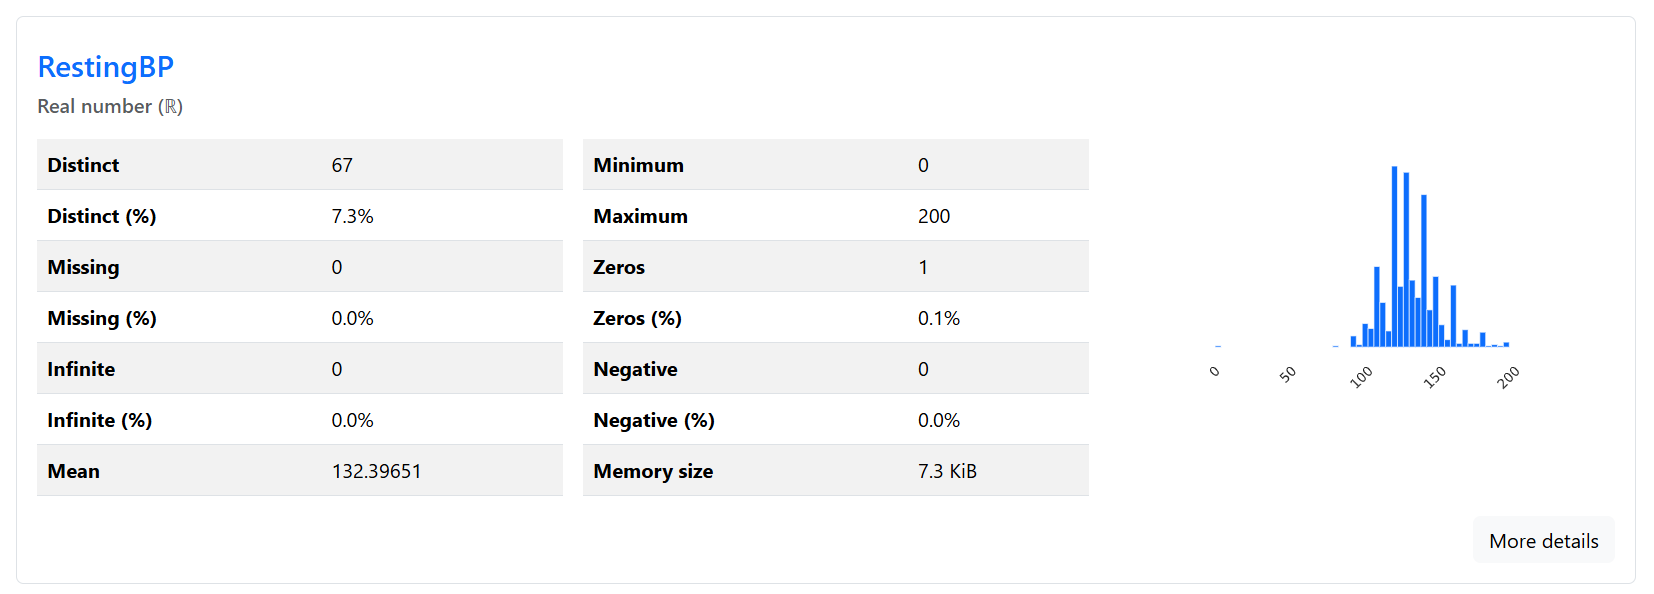 RestingBP
Real number (ℝ)
Distinct 67
Distinct (%) 7.3%
Missing 0
Missing (%) 0.0%
Infinite 0
Infinite (%) 0.0%
Mean 132.39651
Minimum 0
Maximum 200
Zeros 1
Zeros (%) 0.1%
Negative 0
Negative (%) 0.0%
Memory size 7.3 KiB
0 50 100 150 200
More details